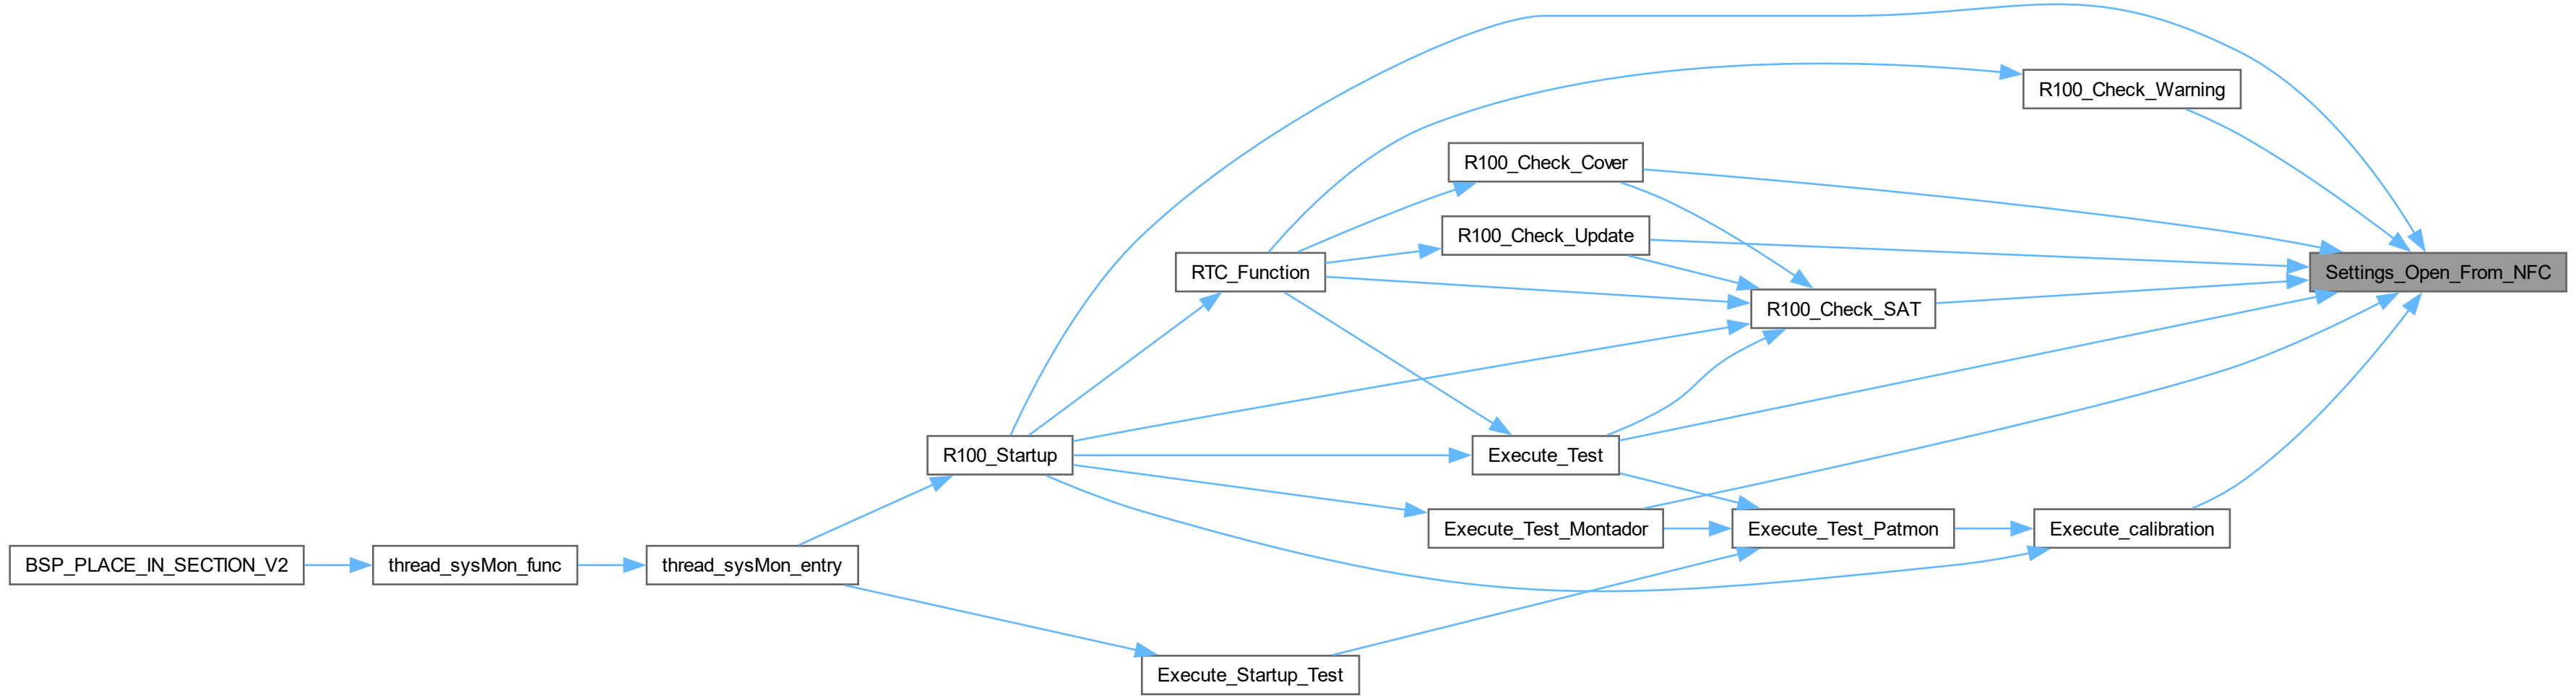 R100_Check_Warning
R100_Check_Cover
R100_Check_Update
RTC_Function
Settings_Open_From_NFC
R100_Check_SAT
R100_Startup
Execute_Test
Execute_Test_Montador
Execute_Test_Patmon
Execute_calibration
BSP_PLACE_IN_SECTION_V2
thread_sysMon_func
thread_sysMon_entry
Execute_Startup_Test